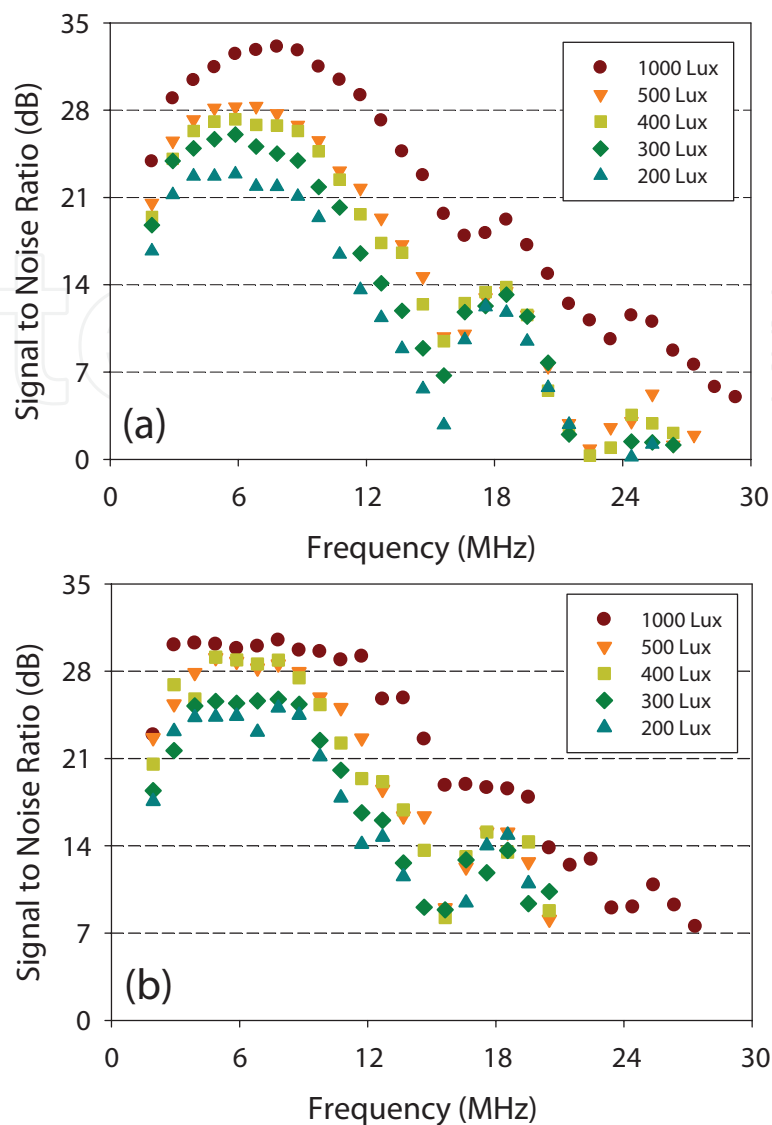 35
28
21
14
7
0
Signal to Noise Ratio (dB)
1000 Lux
500 Lux
400 Lux
300 Lux
200 Lux
(a)
0 6 12 18 24 30
Frequency (MHz)
35
28
21
14
7
0
Signal to Noise Ratio (dB)
1000 Lux
500 Lux
400 Lux
300 Lux
200 Lux
(b)
0 6 12 18 24 30
Frequency (MHz)